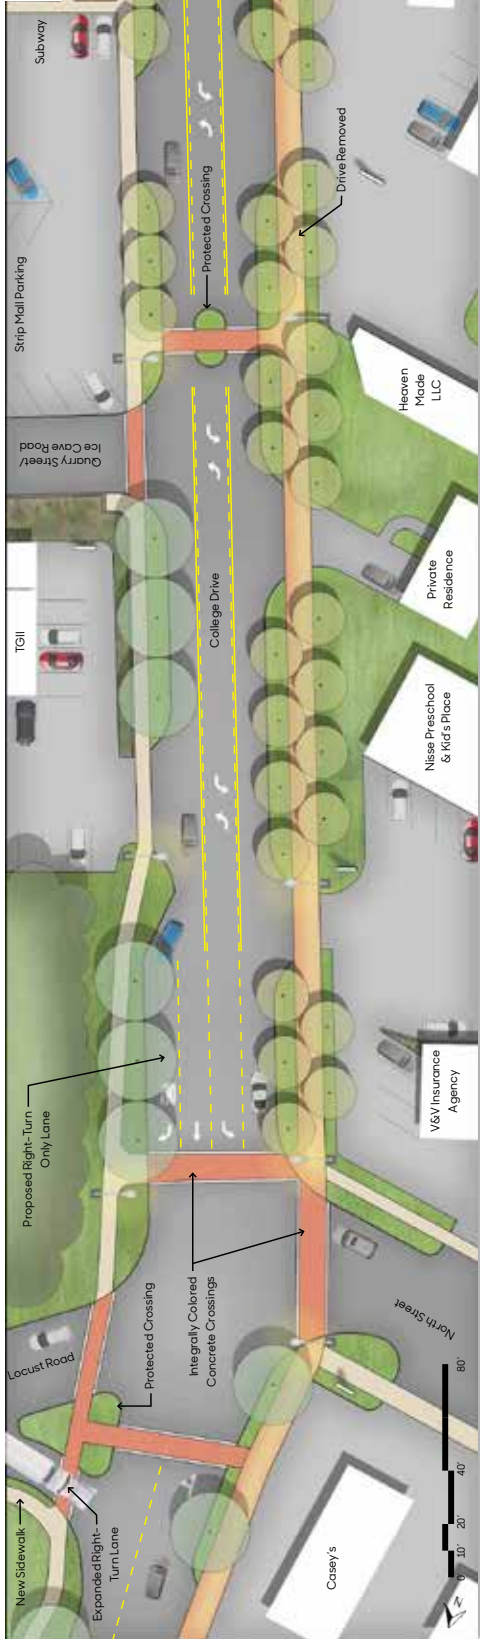 Subway
Strip Mall Parking
Protected Crossing
Drive Removed
Quarry Street/
Ice Cave Road
Heaven
Made
LLC
TGII
College Drive
Private
Residence
Nisse Preschool
& Kid's Place
Proposed Right-Turn
Only Lane
V&V Insurance
Agency
Locust Road
Protected Crossing
Integrally Colored
Concrete Crossings
North Street
New Sidewalk
Expanded Right-
Turn Lane
Casey's
N
0' 10' 20' 40' 80'